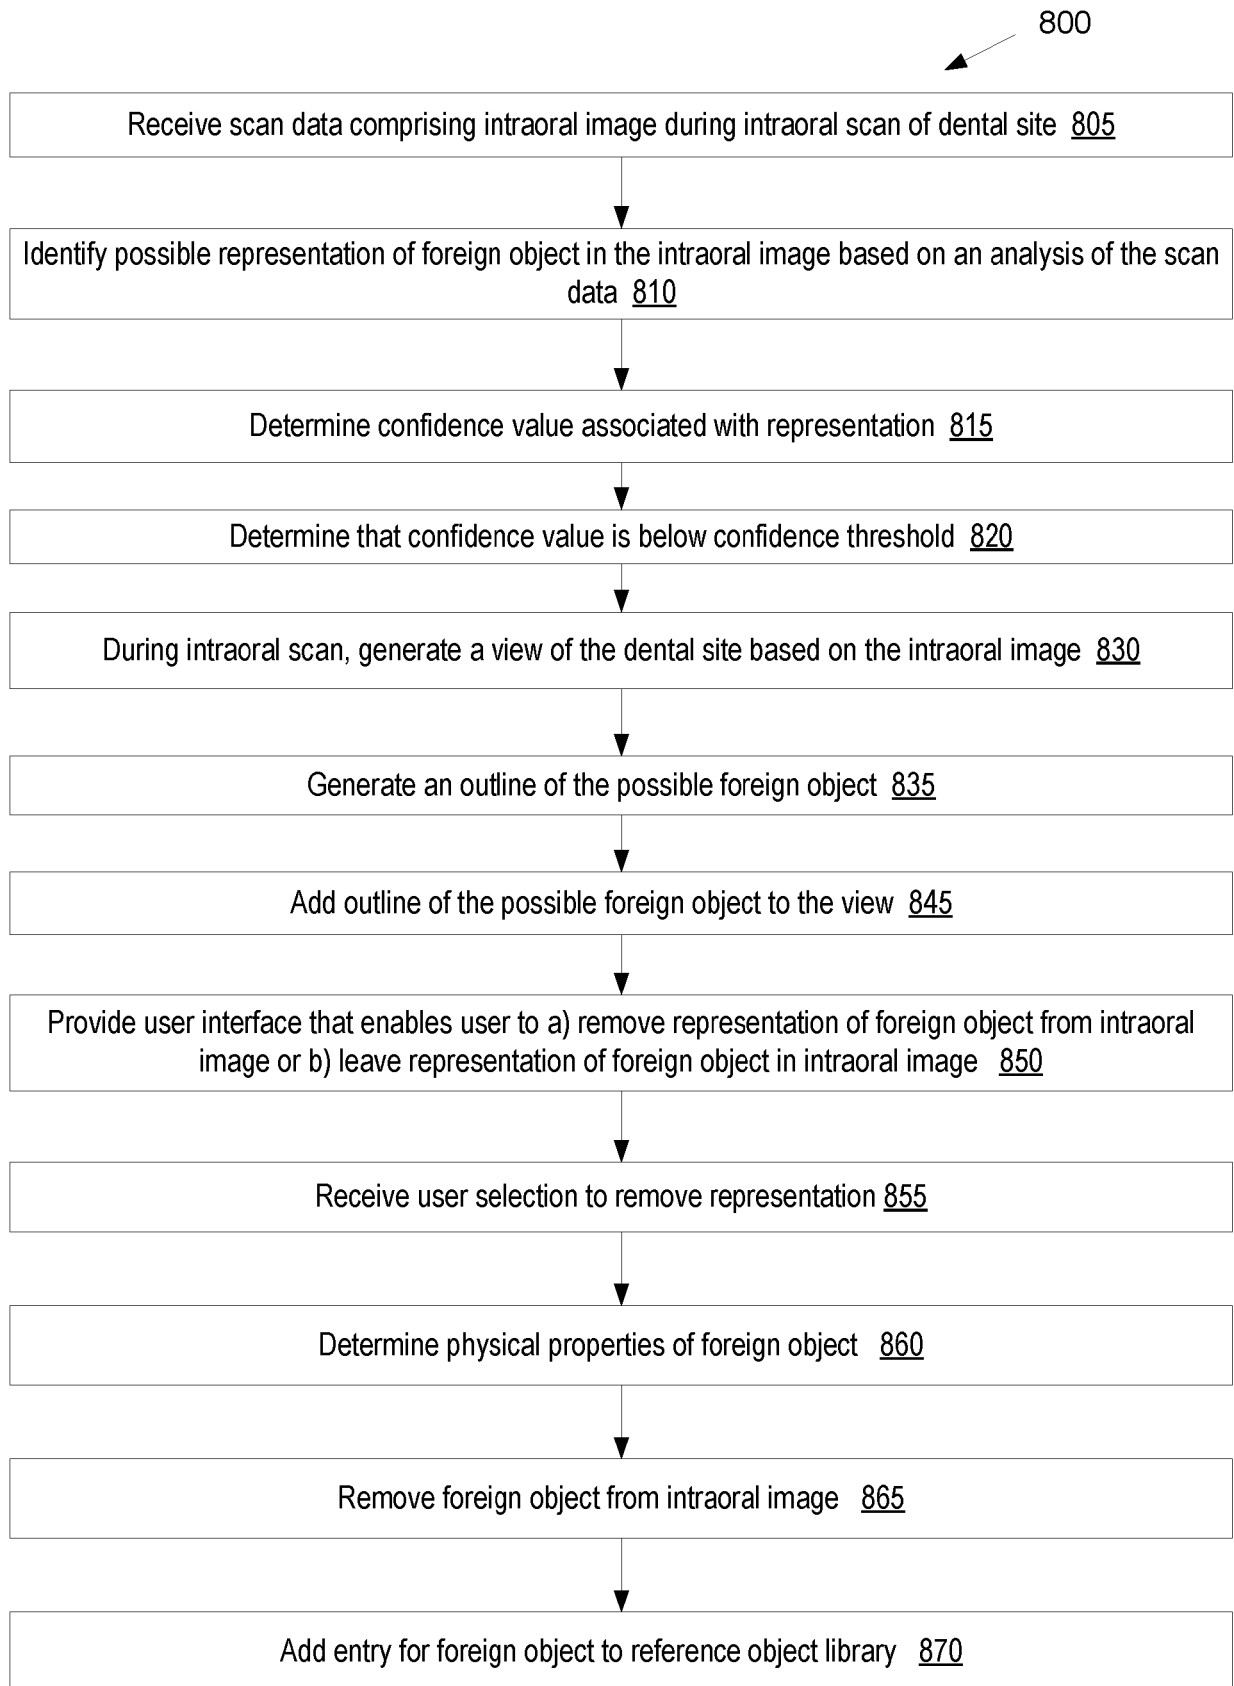 800
Receive scan data comprising intraoral image during intraoral scan of dental site 805
Identify possible representation of foreign object in the intraoral image based on an analysis of the scan
data 810
Determine confidence value associated with representation 815
Determine that confidence value is below confidence threshold 820
During intraoral scan, generate a view of the dental site based on the intraoral image 830
Generate an outline of the possible foreign object 835
Add outline of the possible foreign object to the view 845
Provide user interface that enables user to a) remove representation of foreign object from intraoral
image or b) leave representation of foreign object in intraoral image 850
Receive user selection to remove representation 855
Determine physical properties of foreign object 860
Remove foreign object from intraoral image 865
Add entry for foreign object to reference object library 870